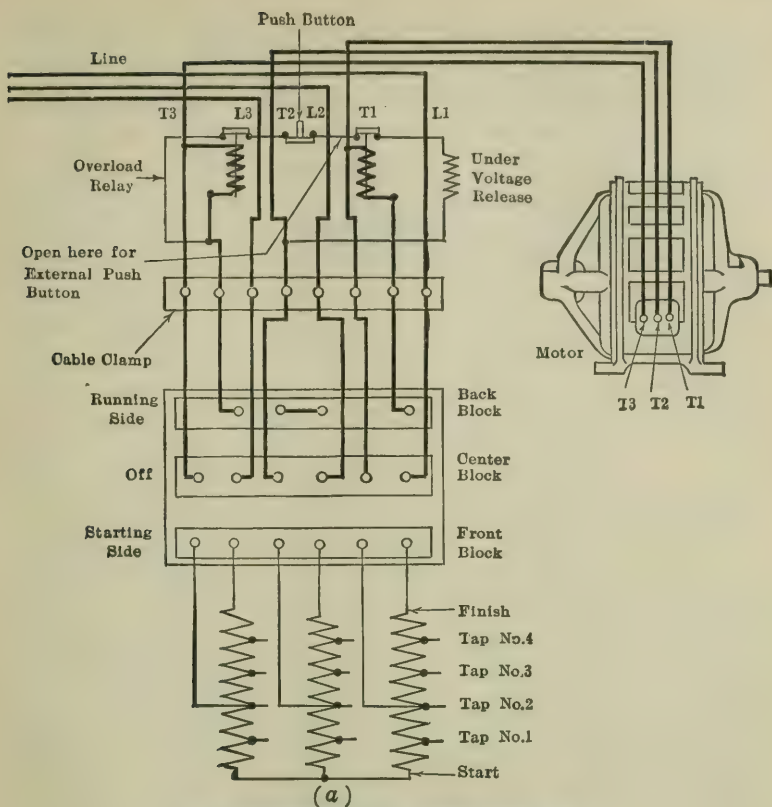 Push Button
Line
T3 L3 T2 L2 T1 L1
Overload
Relay
Under
Voltage
Release
Open here for
External Push
Button
Cable Clamp
Motor
T3 T2 T1
Running
Side
Back
Block
Off
Center
Block
Starting
Side
Front
Block
Finish
Tap No.4
Tap No.3
Tap No.2
Tap No.1
Start
(a)